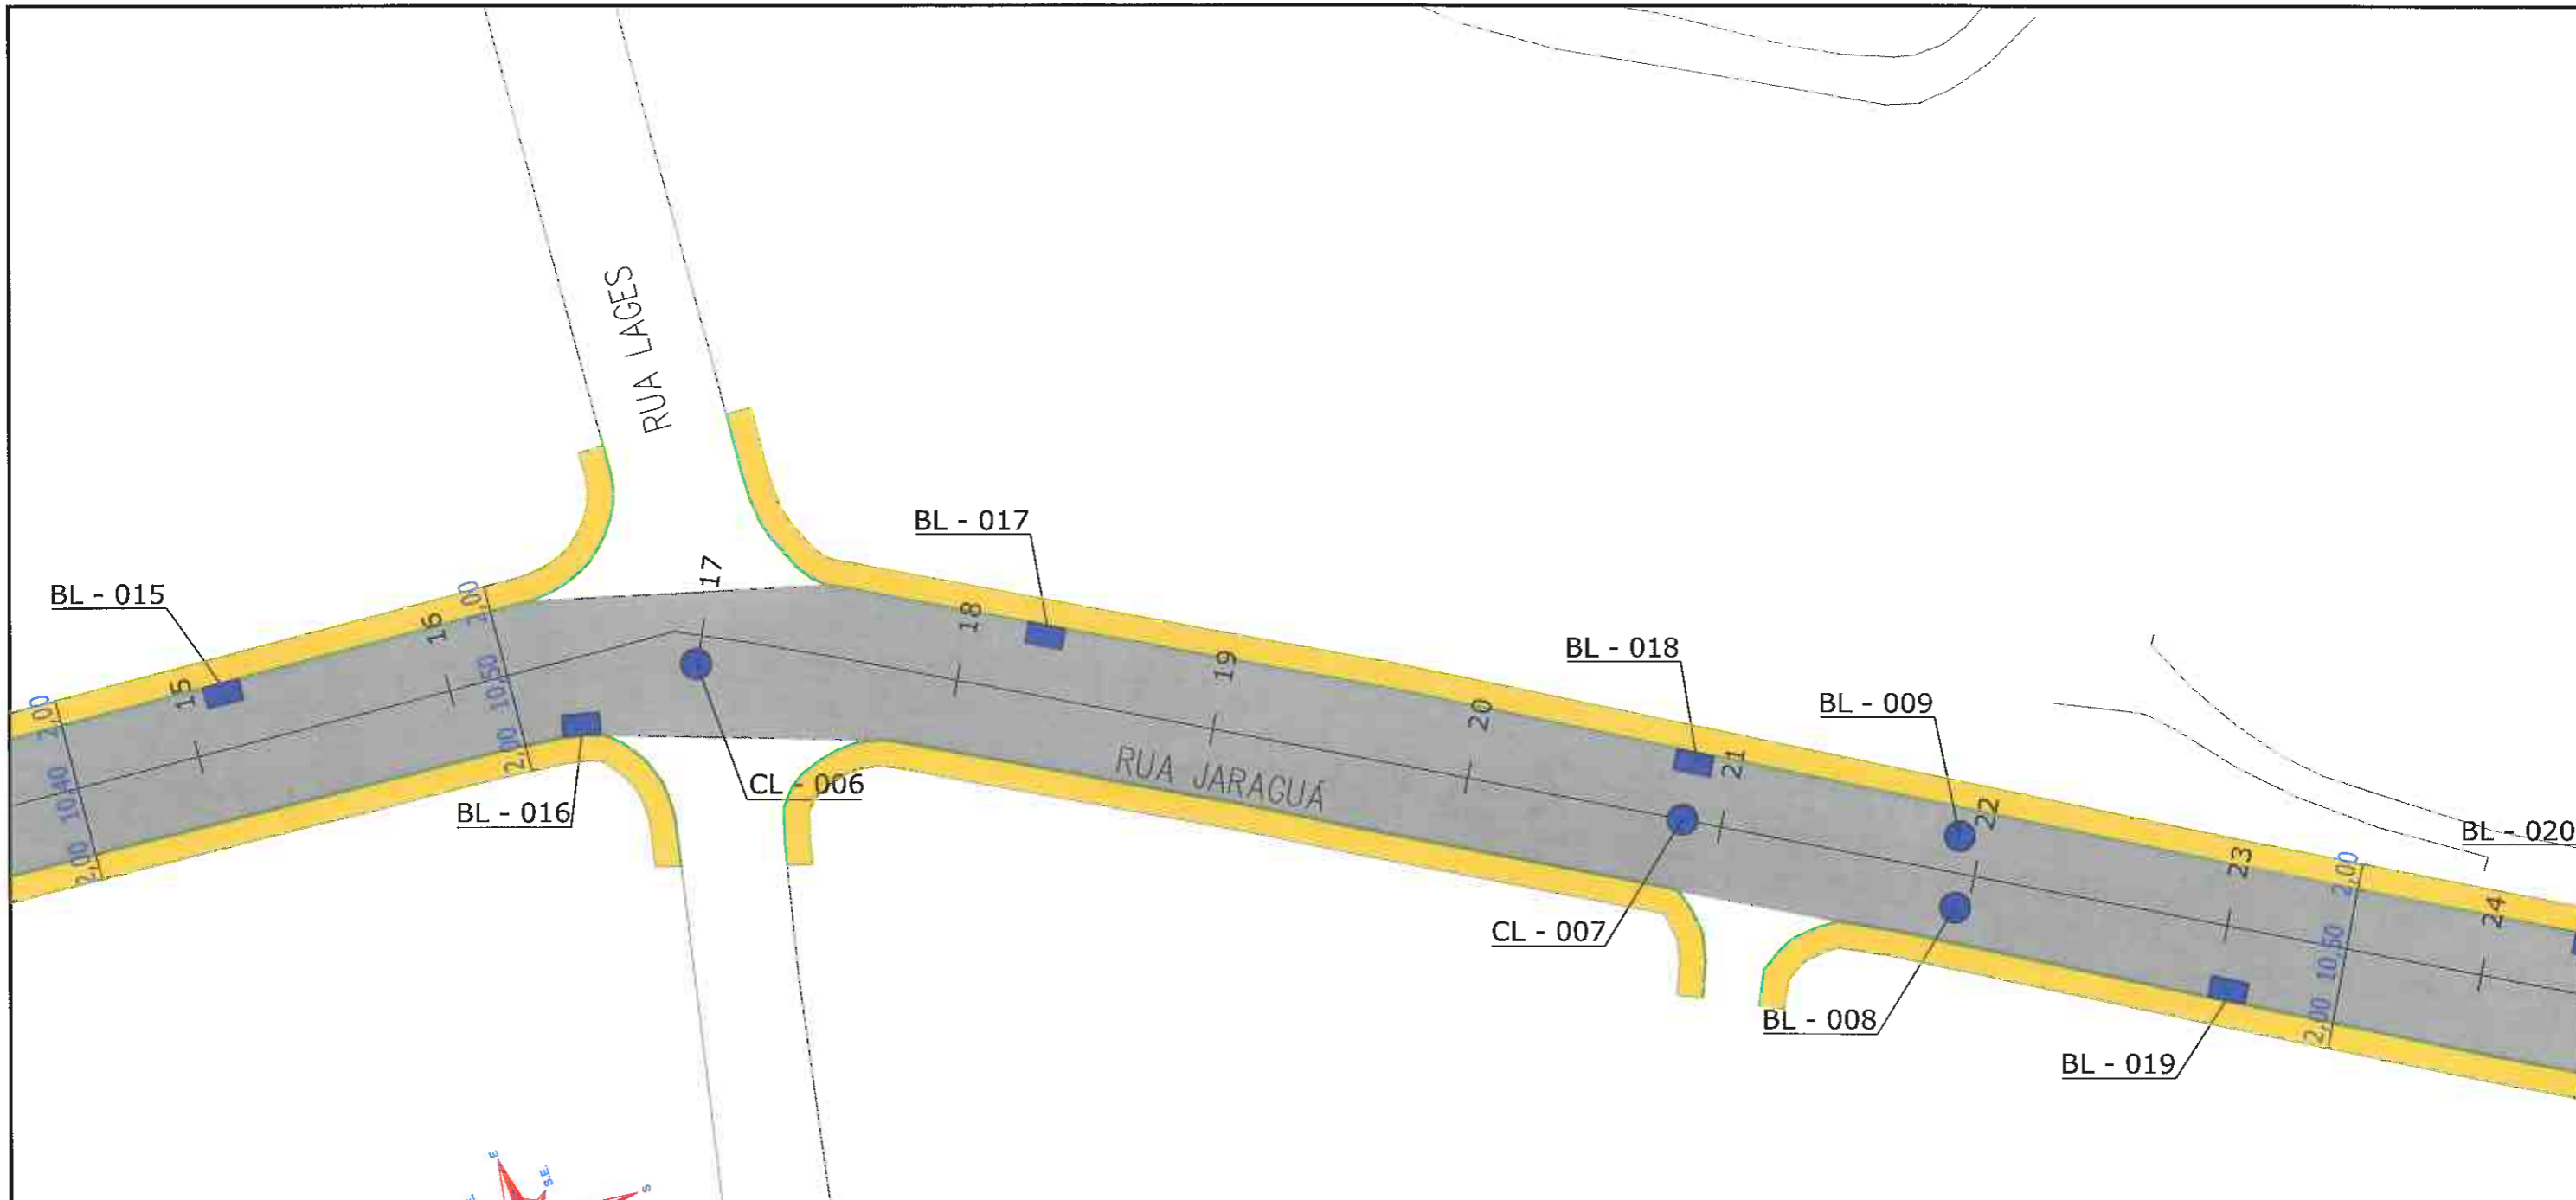 RUA LAGES
BL - 017
17
BL - 015
2,00
16
18
BL - 018
19
15
10,50
2,00
20
BL - 009
2,00
21
22
RUA JARAGUÁ
CL - 006
10,40
BL - 016
2,00
BL - 020
23
2,00
24
CL - 007
10,50
BL - 008
2,00
BL - 019
E
S.E.
S